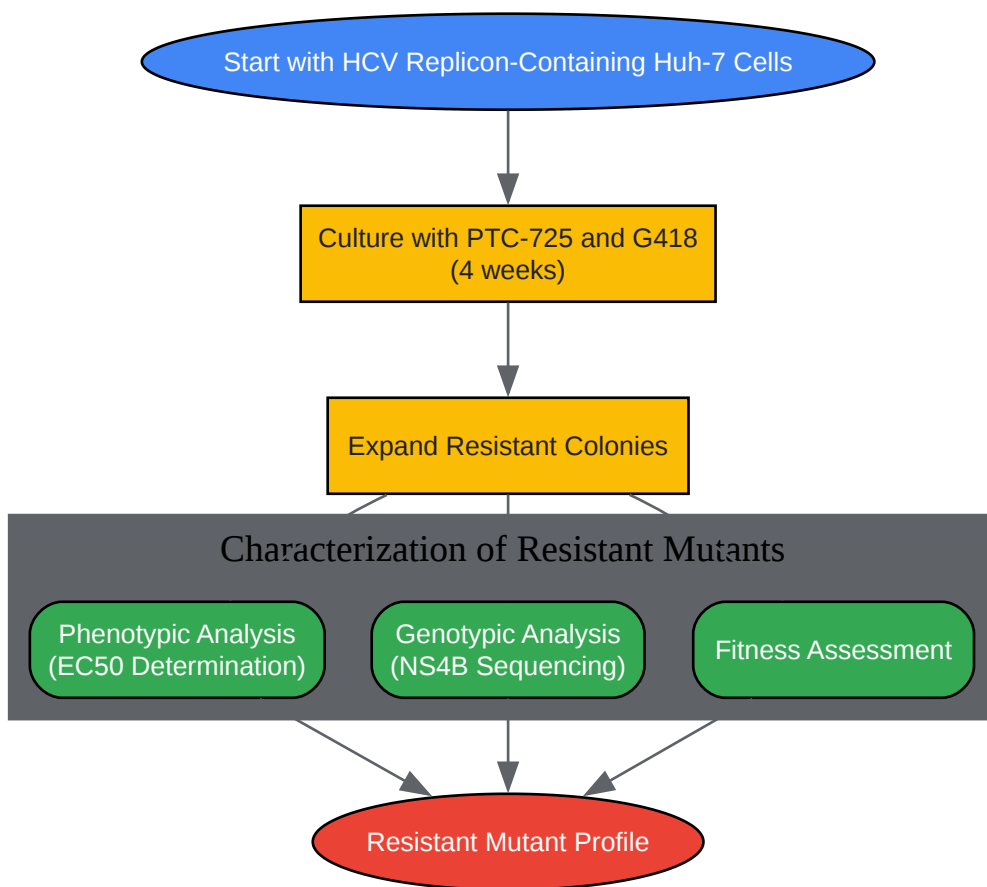 Start with HCV Replicon-Containing Huh-7 Cells
Culture with PTC-725 and G418
(4 weeks)
Expand Resistant Colonies
Characterization of Resistant Mutants
Phenotypic Analysis
(EC50 Determination)
Genotypic Analysis
(NS4B Sequencing)
Fitness Assessment
Resistant Mutant Profile